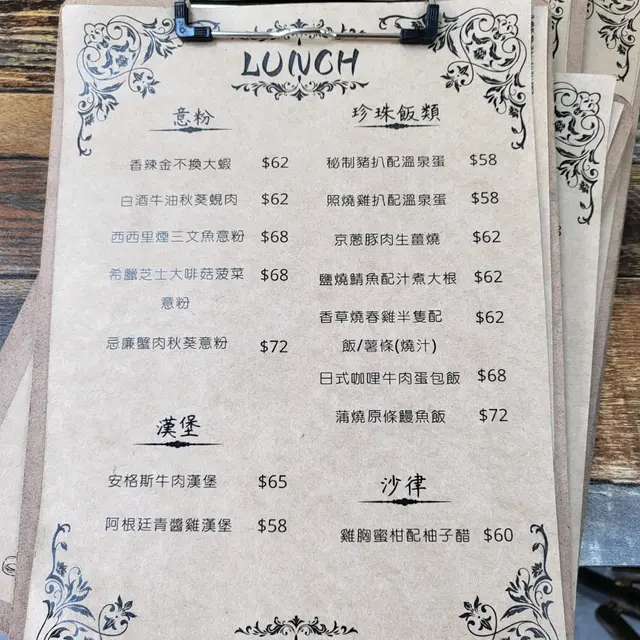 LUNCH
意粉
香辣金不換大蝦 $62
白酒牛油秋葵蜆肉 $62
西西里煙三文魚意粉 $68
希臘芝士大啡菇菠菜 $68
意粉
忌廉蟹肉秋葵意粉 $72
漢堡
安格斯牛肉漢堡 $65
阿根廷青醬雞漢堡 $58
珍珠飯類
秘制豬扒配溫泉蛋 $58
照燒雞扒配溫泉蛋 $58
京蔥豚肉生薑燒 $62
鹽燒鯖魚配汁煮大根 $62
香草燒春雞半隻配 $62
飯/薯條(燒汁)
日式咖哩牛肉蛋包飯 $68
蒲燒原條鰻魚飯 $72
沙律
雞胸蜜柑配柚子醋 $60